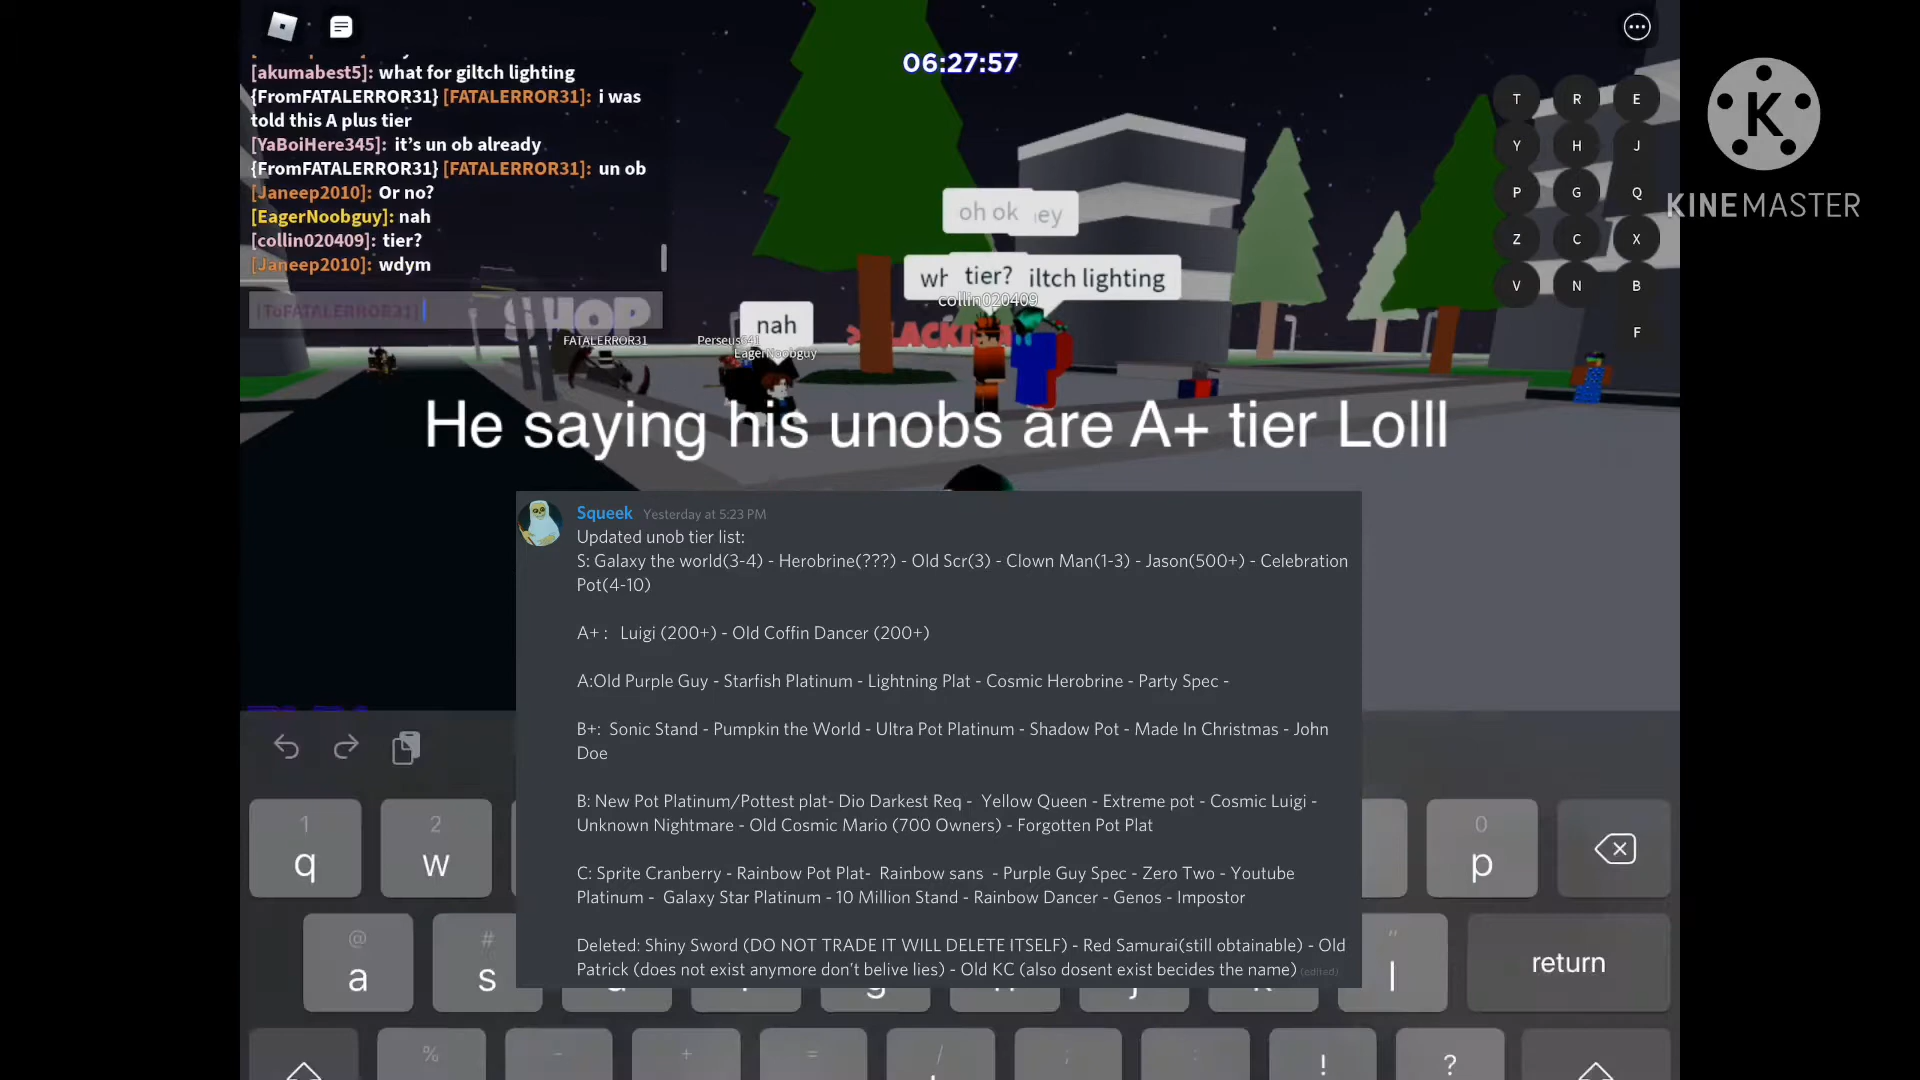 [akumabest5]: what for giltch lighting
{FromFATALERROR31} [FATALERROR31]: i was
told this A plus tier
[YaBoiHere345]: it's un ob already
{FromFATALERROR31} [FATALERROR31]: un ob
[Janeep2010]: Or no?
[EagerNoobguy]: nah
[collin020409]: tier?
[Janeep2010]: wdym
[ToFATALERROR31]
06:27:57
oh ok
tier?
iltch lighting
collin020409
nah
SHOP
FATALERROR31
EagerNoobguy
T R E
Y H J
P G Q
Z C X
V N B
F
KINEMASTER
He saying his unobs are A+ tier Lolll
Squeek Yesterday at 5:23 PM
Updated unob tier list:
S: Galaxy the world(3-4) - Herobrine(???) - Old Scr(3) - Clown Man(1-3) - Jason(500+) - Celebration
Pot(4-10)
A+ : Luigi (200+) - Old Coffin Dancer (200+)
A:Old Purple Guy - Starfish Platinum - Lightning Plat - Cosmic Herobrine - Party Spec -
B+: Sonic Stand - Pumpkin the World - Ultra Pot Platinum - Shadow Pot - Made In Christmas - John
Doe
B: New Pot Platinum/Pottest plat- Dio Darkest Req - Yellow Queen - Extreme pot - Cosmic Luigi -
Unknown Nightmare - Old Cosmic Mario (700 Owners) - Forgotten Pot Plat
C: Sprite Cranberry - Rainbow Pot Plat- Rainbow sans - Purple Guy Spec - Zero Two - Youtube
Platinum - Galaxy Star Platinum - 10 Million Stand - Rainbow Dancer - Genos - Impostor
Deleted: Shiny Sword (DO NOT TRADE IT WILL DELETE ITSELF) - Red Samurai(still obtainable) - Old
Patrick (does not exist anymore don't belive lies) - Old KC (also dosent exist becides the name) (edited)
1 2 0
q w p
@ # "
a s l return
% - + = / ; : ! ?